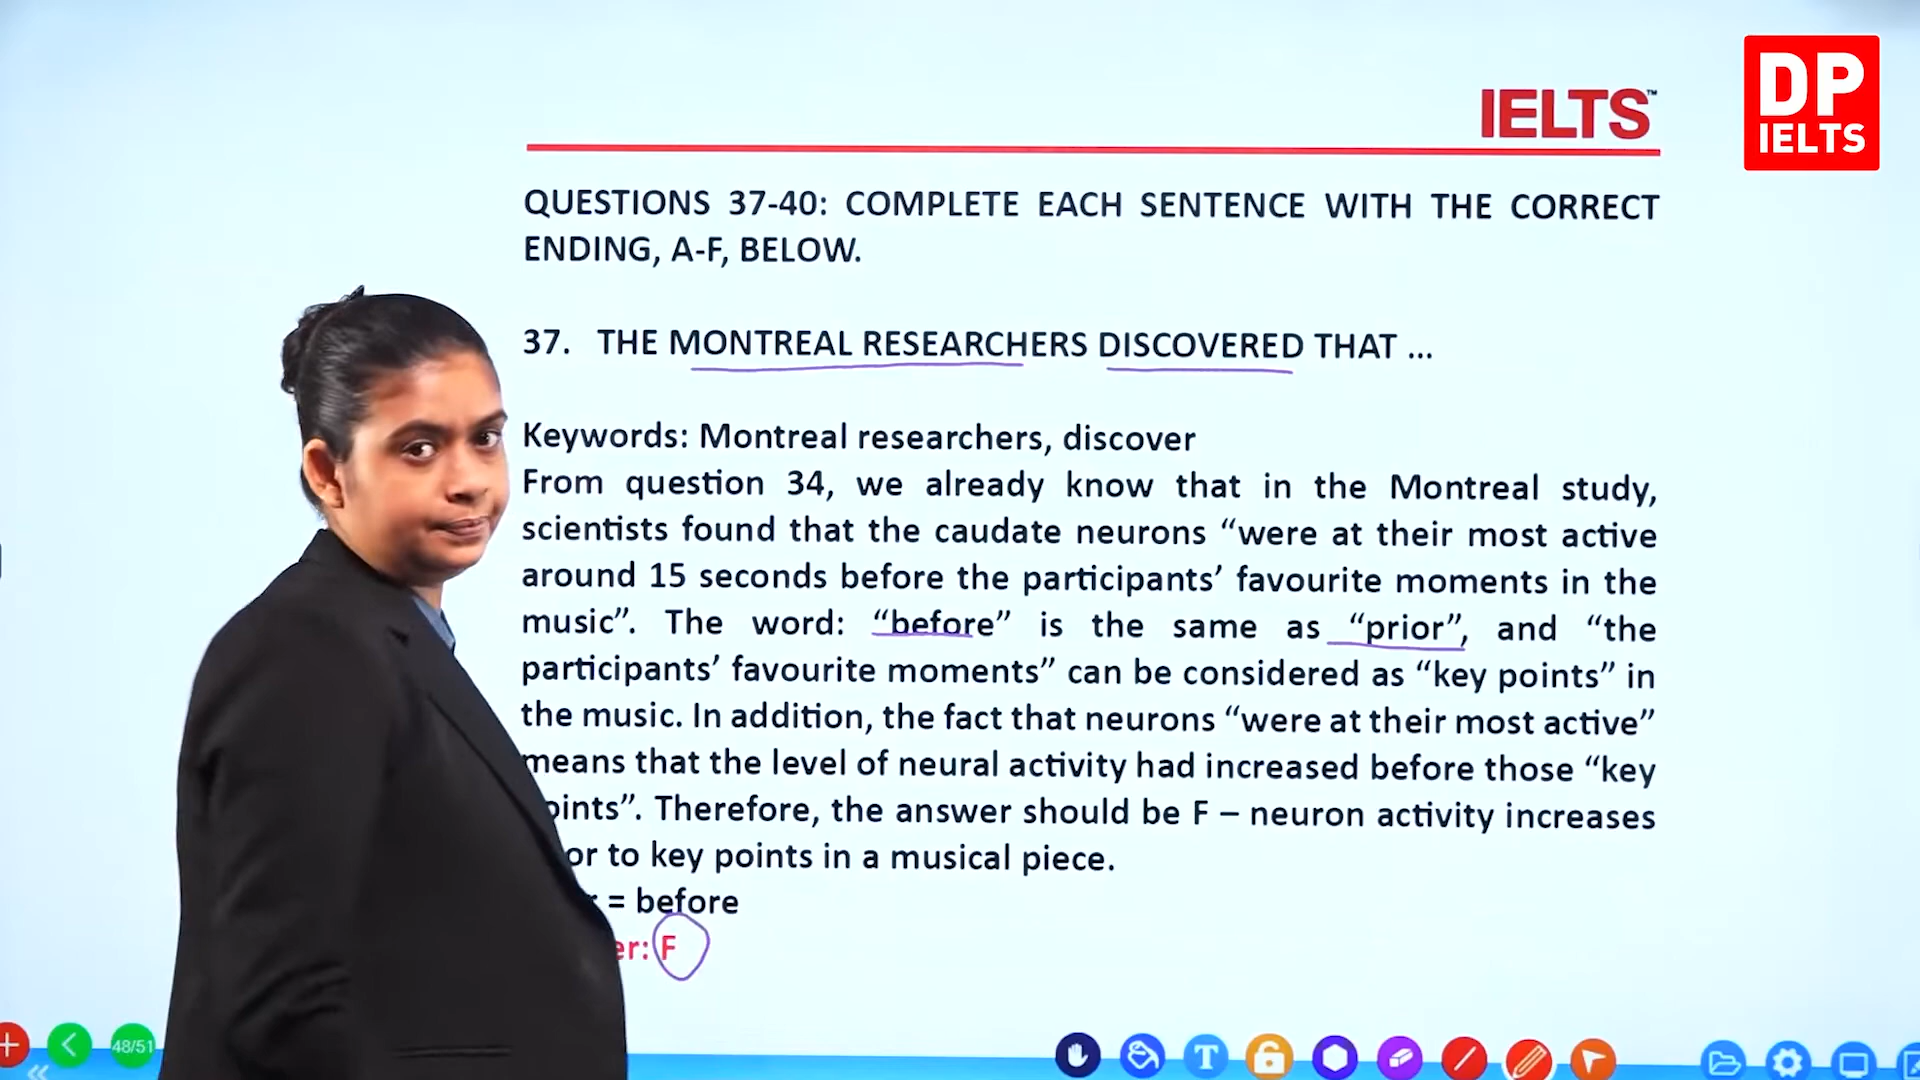 DP
IELTS
IELTS™
QUESTIONS 37-40: COMPLETE EACH SENTENCE WITH THE CORRECT
ENDING, A-F, BELOW.
37. THE MONTREAL RESEARCHERS DISCOVERED THAT ...
Keywords: Montreal researchers, discover
From question 34, we already know that in the Montreal study,
scientists found that the caudate neurons “were at their most active
around 15 seconds before the participants’ favourite moments in the
music”. The word: “before” is the same as “prior”, and “the
participants’ favourite moments” can be considered as “key points” in
the music. In addition, the fact that neurons “were at their most active”
means that the level of neural activity had increased before those “key
oints”. Therefore, the answer should be F – neuron activity increases
or to key points in a musical piece.
= before
er: F
48/51
T